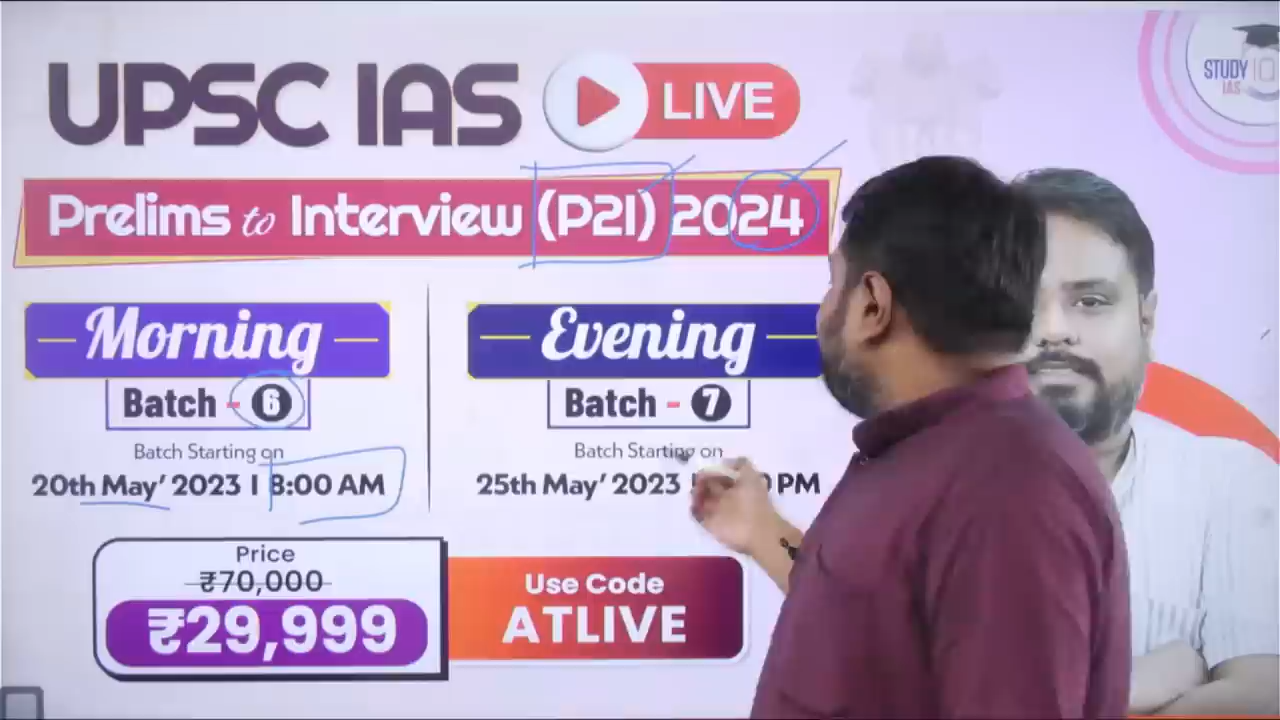 UPSC IAS LIVE
Prelims to Interview (P2I) 2024
Morning
Batch - 6
Batch Starting on
20th May' 2023 | 8:00 AM
Evening
Batch - 7
Batch Starting on
25th May' 2023 PM
Price
₹70,000
₹29,999
Use Code
ATLIVE
STUDY IQ
IAS